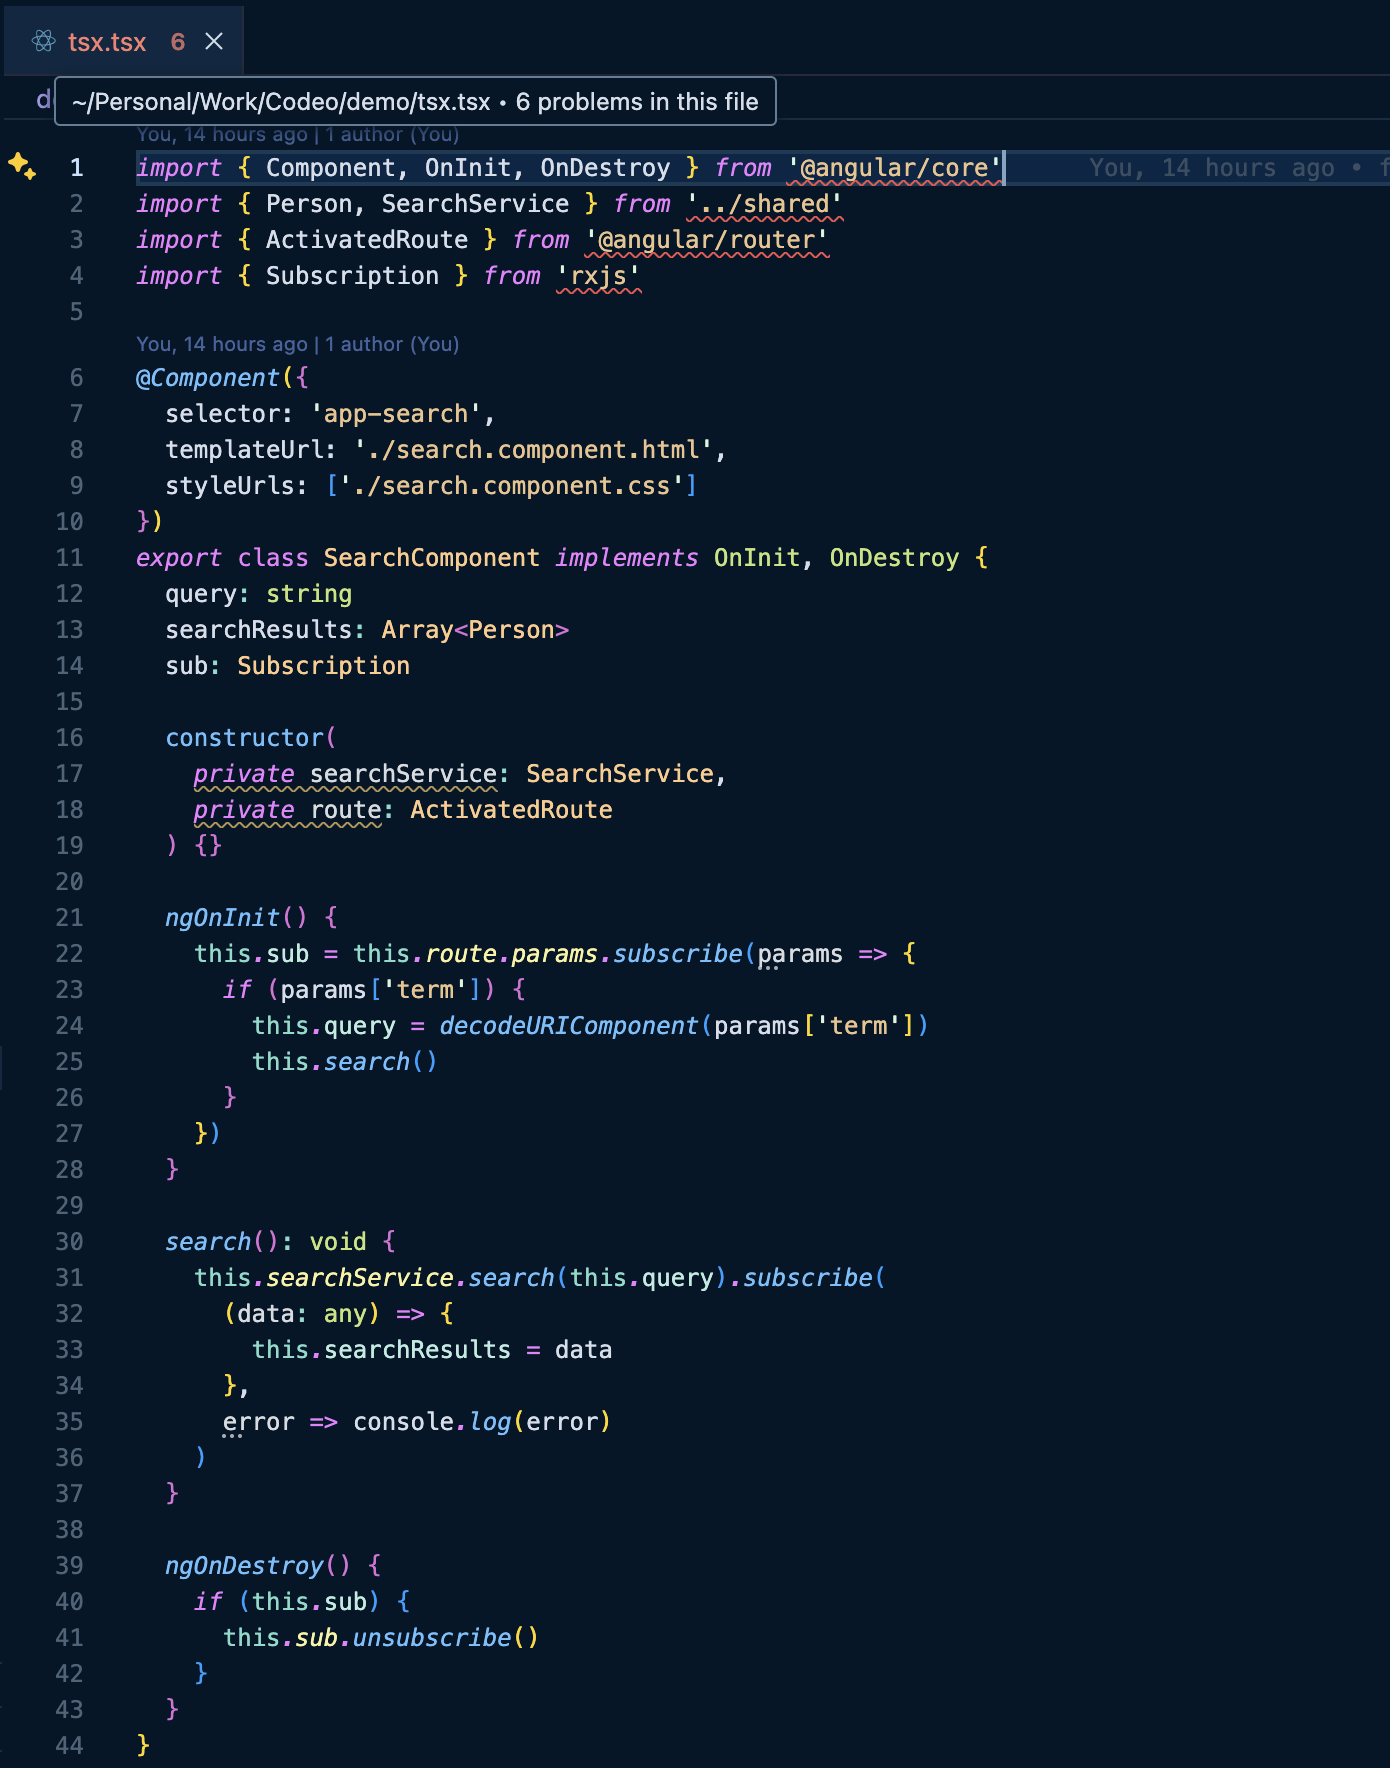 tsx.tsx 6
~/Personal/Work/Codeo/demo/tsx.tsx • 6 problems in this file
You, 14 hours ago | 1 author (You)
1 import { Component, OnInit, OnDestroy } from '@angular/core' You, 14 hours ago •
2 import { Person, SearchService } from '../shared'
3 import { ActivatedRoute } from '@angular/router'
4 import { Subscription } from 'rxjs'
5
You, 14 hours ago | 1 author (You)
6 @Component({
7   selector: 'app-search',
8   templateUrl: './search.component.html',
9   styleUrls: ['./search.component.css']
10 })
11 export class SearchComponent implements OnInit, OnDestroy {
12   query: string
13   searchResults: Array<Person>
14   sub: Subscription
15
16   constructor(
17     private searchService: SearchService,
18     private route: ActivatedRoute
19   ) {}
20
21   ngOnInit() {
22     this.sub = this.route.params.subscribe(params => {
23       if (params['term']) {
24         this.query = decodeURIComponent(params['term'])
25         this.search()
26       }
27     })
28   }
29
30   search(): void {
31     this.searchService.search(this.query).subscribe(
32       (data: any) => {
33         this.searchResults = data
34       },
35       error => console.log(error)
36     )
37   }
38
39   ngOnDestroy() {
40     if (this.sub) {
41       this.sub.unsubscribe()
42     }
43   }
44 }